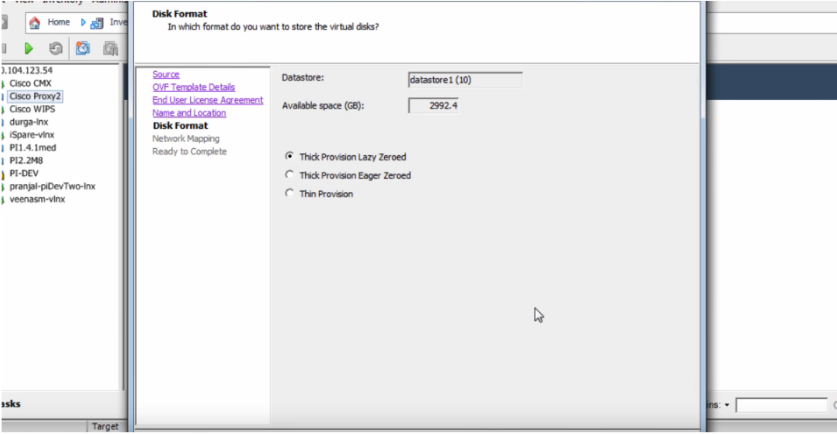 Home
Inve
Disk Format
In which format do you want to store the virtual disks?
0.104.123.54
Cisco CMX
Cisco Proxy2
Cisco WIPS
durga-lnx
iSpare-vlnx
PI1.4.1med
PI2.2M8
PI-DEV
pranjal-piDevTwo-lnx
veenasm-vlnx
Source
OVF Template Details
End User License Agreement
Name and Location
Disk Format
Network Mapping
Ready to Complete
Datastore: datastore1 (10)
Available space (GB): 2992.4
Thick Provision Lazy Zeroed
Thick Provision Eager Zeroed
Thin Provision
asks
ins:
Target